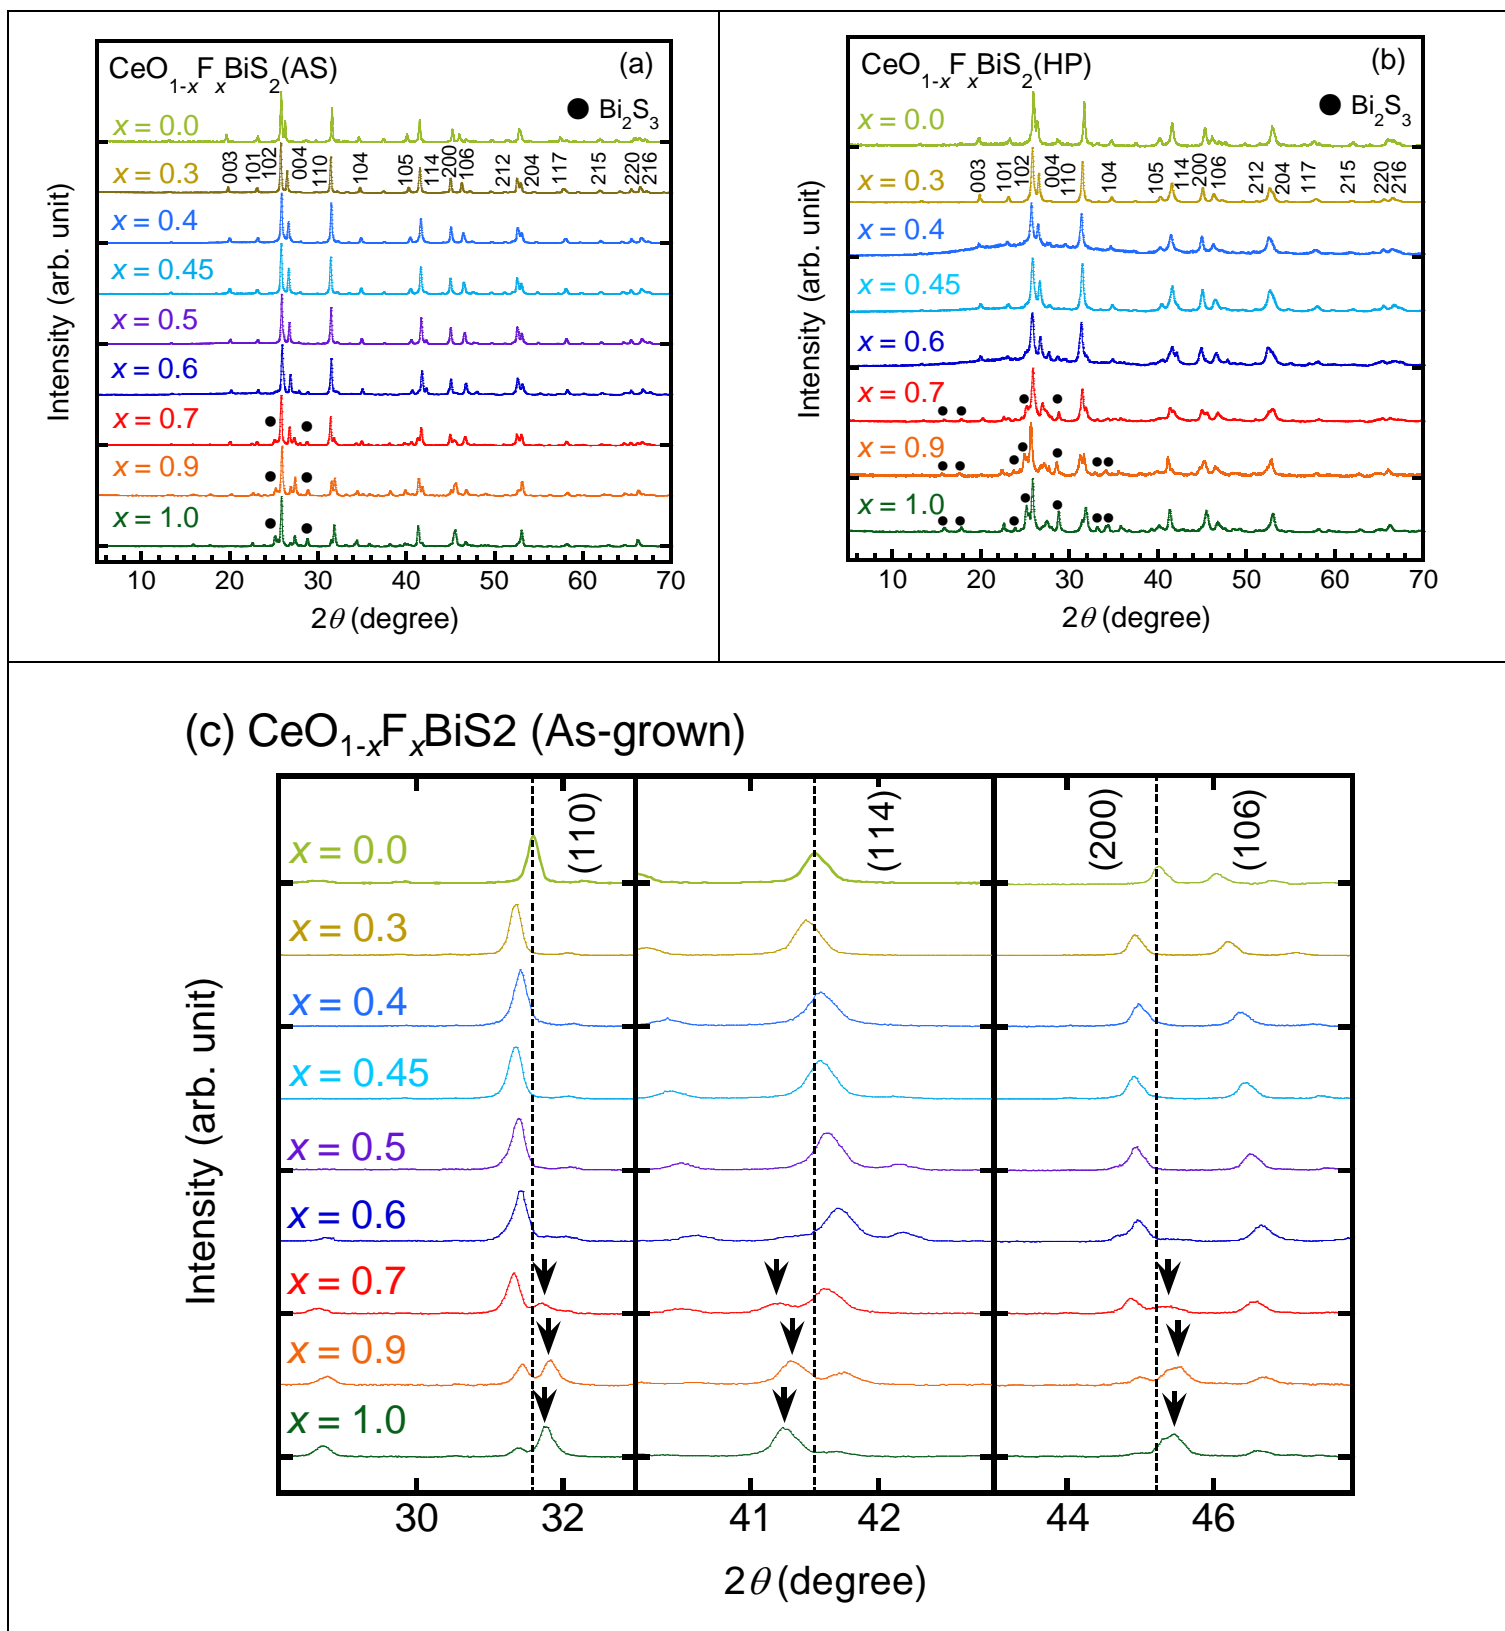 CeO1-xFxBiS2(AS) (a)
● Bi2S3
x = 0.0
003 101 102 004 110 104 105 114 200 106 212 204 117 215 220 216
x = 0.3
x = 0.4
x = 0.45
x = 0.5
x = 0.6
x = 0.7
x = 0.9
x = 1.0
Intensity (arb. unit)
10 20 30 40 50 60 70
2θ (degree)
CeO1-xFxBiS2(HP) (b)
● Bi2S3
x = 0.0
003 101 102 004 110 104 105 114 200 106 212 204 117 215 220 216
x = 0.3
x = 0.4
x = 0.45
x = 0.6
x = 0.7
x = 0.9
x = 1.0
Intensity (arb. unit)
10 20 30 40 50 60 70
2θ (degree)
(c) CeO1-xFxBiS2 (As-grown)
(110) (114) (200) (106)
x = 0.0
x = 0.3
x = 0.4
x = 0.45
x = 0.5
x = 0.6
x = 0.7
x = 0.9
x = 1.0
Intensity (arb. unit)
30 32 41 42 44 46
2θ (degree)